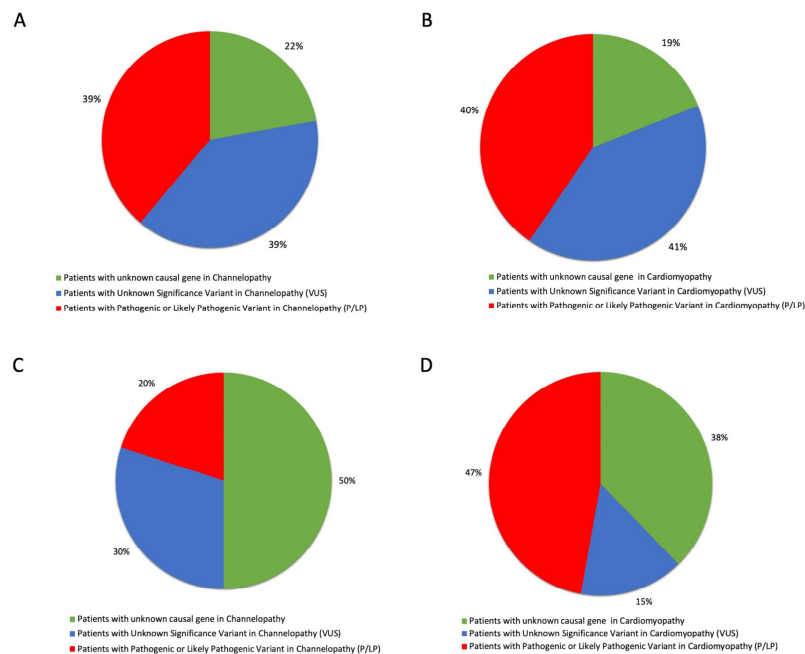 A
22%
39%
39%
Patients with unknown causal gene in Channelopathy
Patients with Unknown Significance Variant in Channelopathy (VUS)
Patients with Pathogenic or Likely Pathogenic Variant in Channelopathy (P/LP)
B
19%
40%
41%
Patients with unknown causal gene in Cardiomyopathy
Patients with Unknown Significance Variant in Cardiomyopathy (VUS)
Patients with Pathogenic or Likely Pathogenic Variant in Cardiomyopathy (P/LP)
C
20%
50%
30%
Patients with unknown causal gene in Channelopathy
Patients with Unknown Significance Variant in Channelopathy (VUS)
Patients with Pathogenic or Likely Pathogenic Variant in Channelopathy (P/LP)
D
38%
47%
15%
Patients with unknown causal gene in Cardiomyopathy
Patients with Unknown Significance Variant in Cardiomyopathy (VUS)
Patients with Pathogenic or Likely Pathogenic Variant in Cardiomyopathy (P/LP)